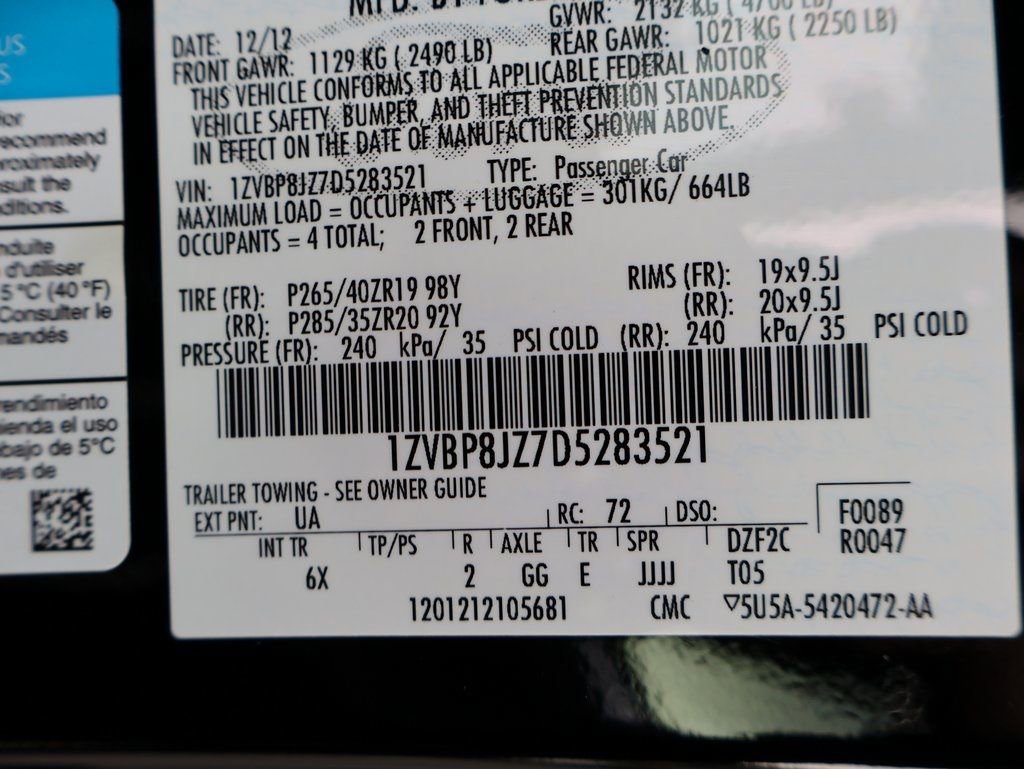 US
S
recommend
sult the
DATE: 12/12
GVWR: 2132 KG
FRONT GAWR: 1129 KG ( 2490 LB) REAR GAWR: 1021 KG ( 2250 LB)
THIS VEHICLE CONFORMS TO ALL APPLICABLE FEDERAL MOTOR
VEHICLE SAFETY, BUMPER, AND THEFT PREVENTION STANDARDS
IN EFFECT ON THE DATE OF MANUFACTURE SHOWN ABOVE.
VIN: 1ZVBP8JZ7D5283521 TYPE: Passenger Car
MAXIMUM LOAD = OCCUPANTS + LUGGAGE = 301KG/ 664LB
OCCUPANTS = 4 TOTAL; 2 FRONT, 2 REAR
TIRE (FR): P265/40ZR19 98Y RIMS (FR): 19x9.5J
(RR): P285/35ZR20 92Y (RR): 20x9.5J
PRESSURE (FR): 240 kPa/ 35 PSI COLD (RR): 240 kPa/ 35 PSI COLD
1ZVBP8JZ7D5283521
TRAILER TOWING - SEE OWNER GUIDE
EXT PNT: UA RC: 72 DSO: F0089
INT TR TP/PS R AXLE TR SPR DZF2C R0047
6X 2 GG E JJJJ T05
1201212105681 CMC ▽5U5A-5420472-AA
d'utiliser
5 °C (40 °F)
Consulter le
mandés
rendimiento
ienda el uso
bajo de 5°C
nes de